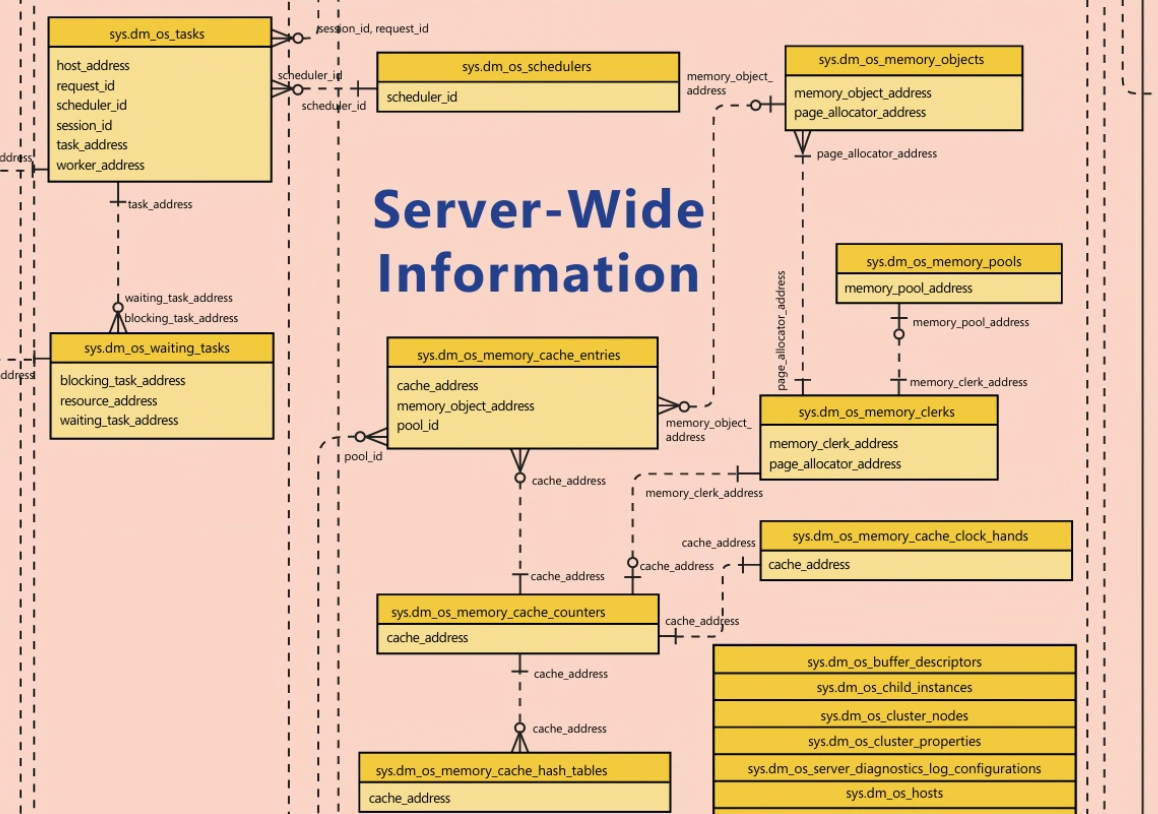 sys.dm_os_tasks
host_address
request_id
scheduler_id
session_id
task_address
worker_address
session_id, request_id
scheduler_id
scheduler_id
sys.dm_os_schedulers
scheduler_id
memory_object_
address
sys.dm_os_memory_objects
memory_object_address
page_allocator_address
page_allocator_address
ddress
task_address
Server-Wide
Information
waiting_task_address
blocking_task_address
sys.dm_os_waiting_tasks
blocking_task_address
resource_address
waiting_task_address
ddress
page_allocator_address
sys.dm_os_memory_pools
memory_pool_address
memory_pool_address
memory_clerk_address
sys.dm_os_memory_cache_entries
cache_address
memory_object_address
pool_id
pool_id
memory_object_
address
sys.dm_os_memory_clerks
memory_clerk_address
page_allocator_address
memory_clerk_address
cache_address
cache_address
cache_address
cache_address
sys.dm_os_memory_cache_clock_hands
cache_address
sys.dm_os_memory_cache_counters
cache_address
cache_address
cache_address
cache_address
sys.dm_os_memory_cache_hash_tables
cache_address
sys.dm_os_buffer_descriptors
sys.dm_os_child_instances
sys.dm_os_cluster_nodes
sys.dm_os_cluster_properties
sys.dm_os_server_diagnostics_log_configurations
sys.dm_os_hosts